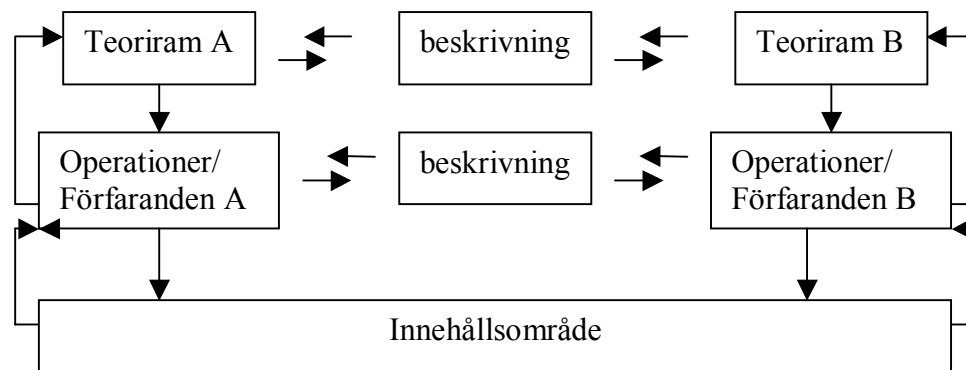 Teoriram A
beskrivning
Teoriram B
Operationer/
Förfaranden A
beskrivning
Operationer/
Förfaranden B
Innehållsområde